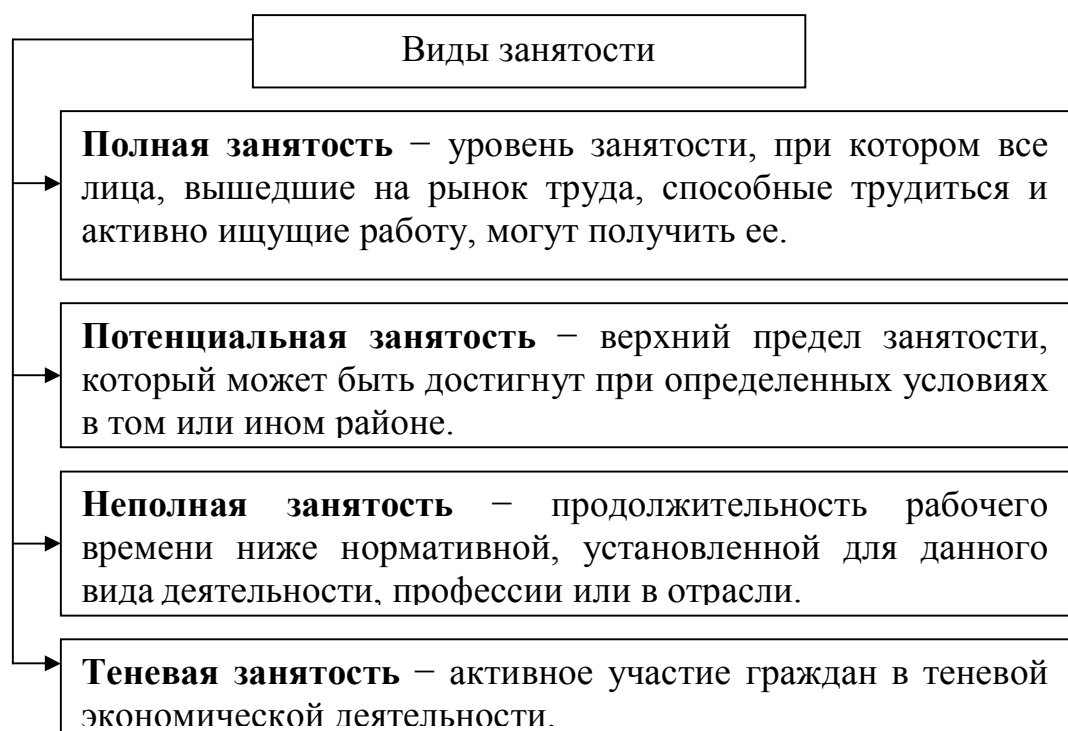 Виды занятости
Полная занятость − уровень занятости, при котором все
лица, вышедшие на рынок труда, способные трудиться и
активно ищущие работу, могут получить ее.
Потенциальная занятость − верхний предел занятости,
который может быть достигнут при определенных условиях
в том или ином районе.
Неполная занятость − продолжительность рабочего
времени ниже нормативной, установленной для данного
вида деятельности, профессии или в отрасли.
Теневая занятость − активное участие граждан в теневой
экономической деятельности.